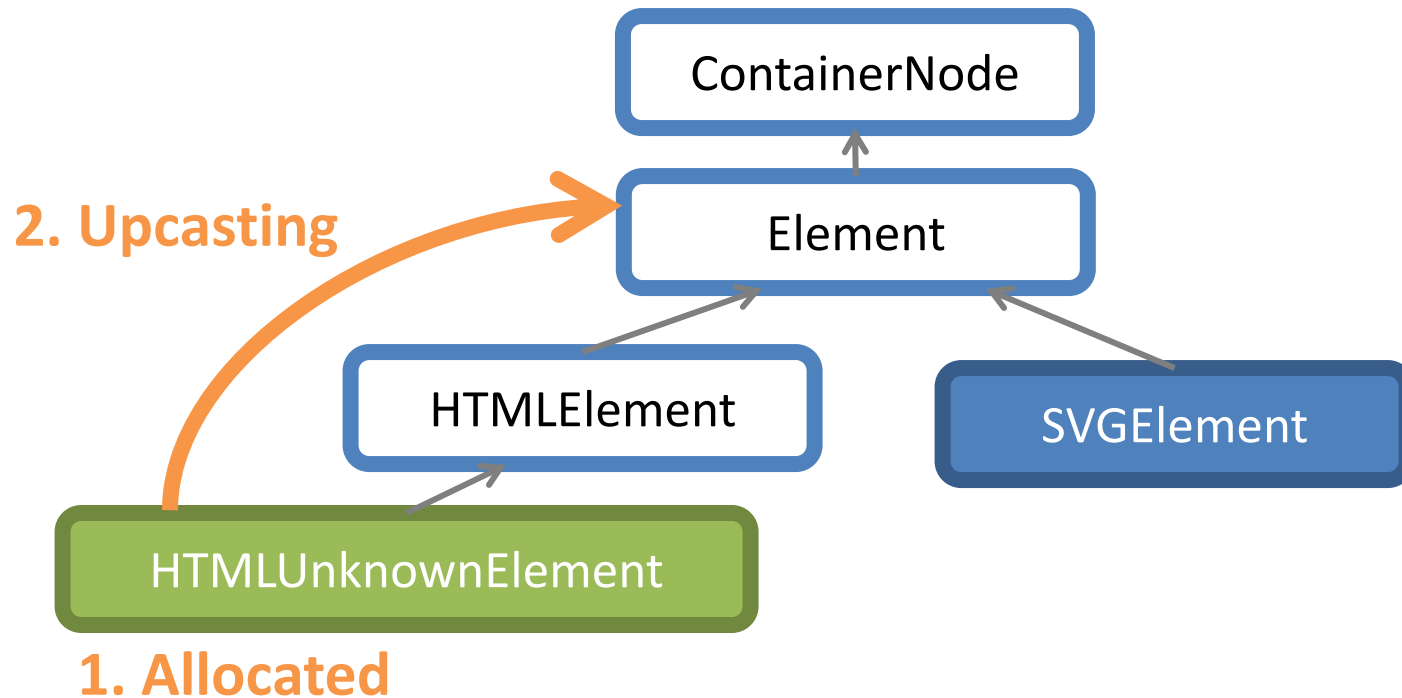 ContainerNode
2. Upcasting
Element
HTMLElement
SVGElement
HTMLUnknownElement
1. Allocated